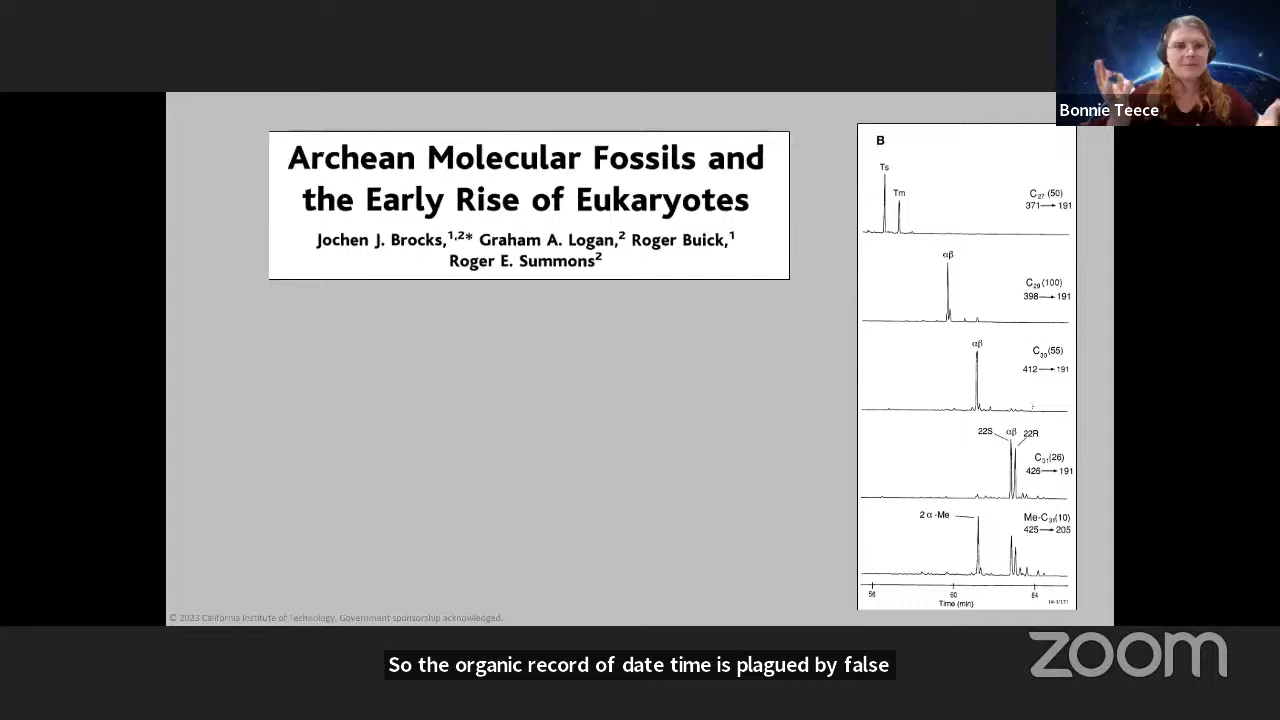 Bonnie Teece
Archean Molecular Fossils and
the Early Rise of Eukaryotes
Jochen J. Brocks,1,2* Graham A. Logan,2 Roger Buick,1
Roger E. Summons2
B
Ts
Tm
C27 (50)
371→191
αβ
C29 (100)
398→191
αβ
C30 (55)
412→191
22S αβ 22R
C31(26)
426→191
2α-Me
Me-C31(10)
425→205
56 60 64
Time (min)
© 2023 California Institute of Technology. Government sponsorship acknowledged.
So the organic record of date time is plagued by false
zoom